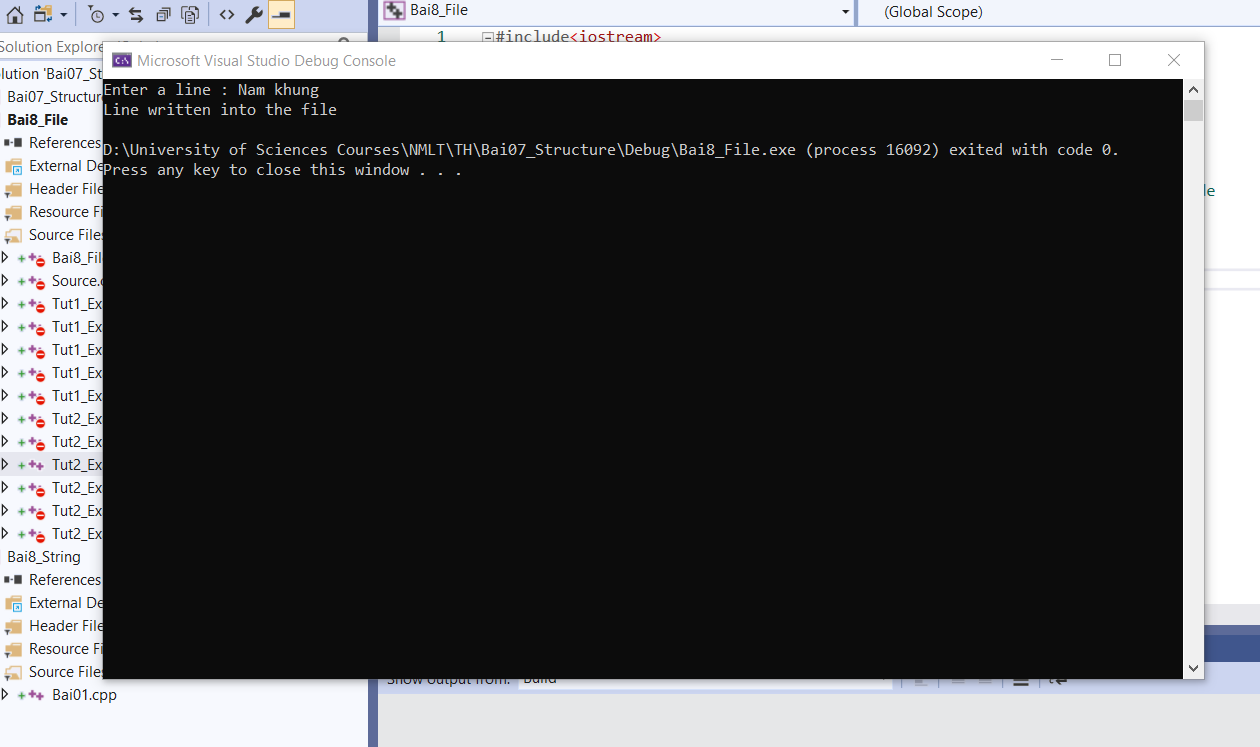 Bai8_File
(Global Scope)
Solution Explore
1 #include<iostream>
Microsoft Visual Studio Debug Console
Enter a line : Nam khung
Line written into the file
D:\University of Sciences Courses\NMLT\TH\Bai07_Structure\Debug\Bai8_File.exe (process 16092) exited with code 0.
Press any key to close this window . . .
lution 'Bai07_St
Bai07_Structur
Bai8_File
References
External De
Header File
Resource Fi
Source Files
Bai8_Fil
Source.c
Tut1_Ex
Tut1_Ex
Tut1_Ex
Tut1_Ex
Tut1_Ex
Tut2_Ex
Tut2_Ex
Tut2_Ex
Tut2_Ex
Tut2_Ex
Tut2_Ex
Bai8_String
References
External De
Header File
Resource Fi
Source Files
Bai01.cpp
le
Show output from: Build